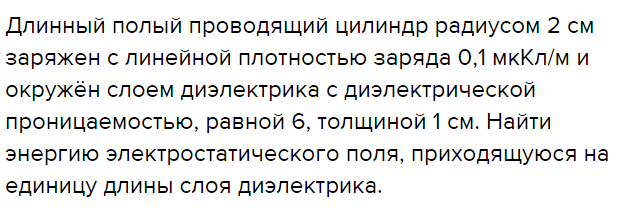 Длинный полый проводящий цилиндр радиусом 2 см
заряжен с линейной плотностью заряда 0,1 мкКл/м и
окружён слоем диэлектрика с диэлектрической
проницаемостью, равной 6, толщиной 1 см. Найти
энергию электростатического поля, приходящуюся на
единицу длины слоя диэлектрика.